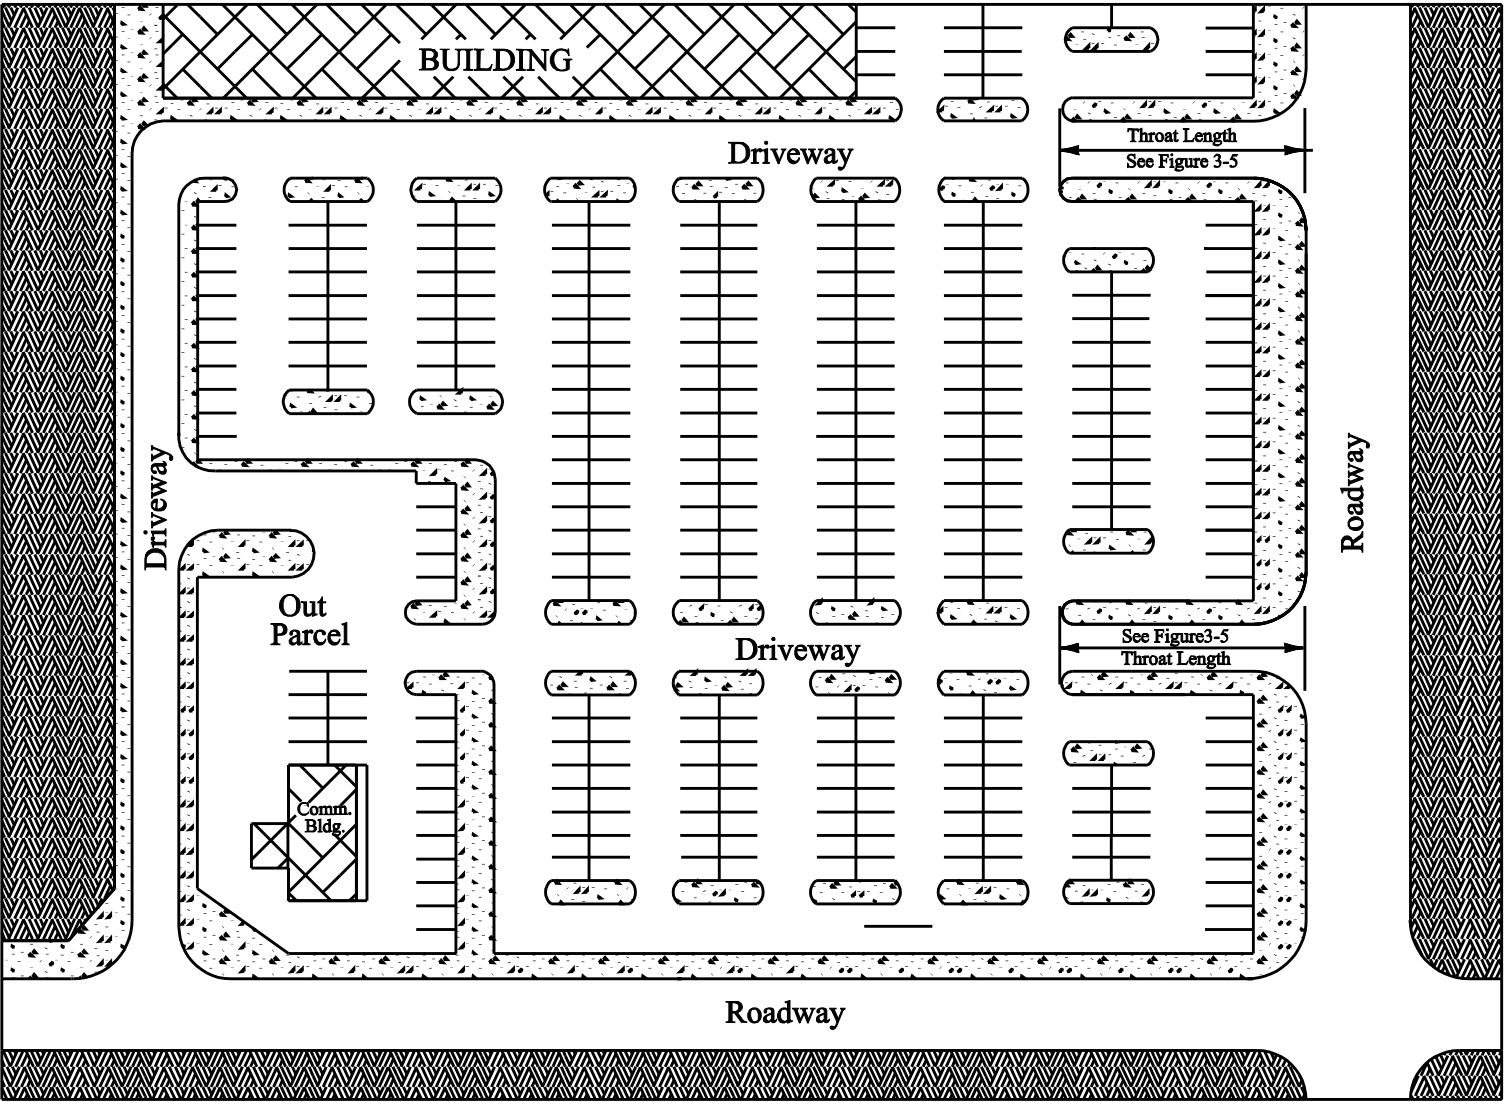 BUILDING
Throat Length
See Figure 3-5
Driveway
Driveway
Roadway
Out
Parcel
See Figure3-5
Throat Length
Driveway
Comm.
Bldg.
Roadway